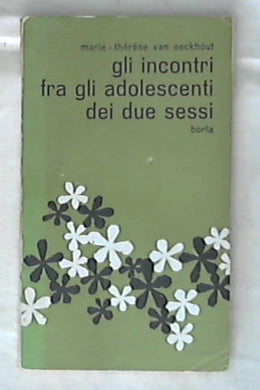 marie-thérèse van eeckhout
gli incontri
fra gli adolescenti
dei due sessi
borla